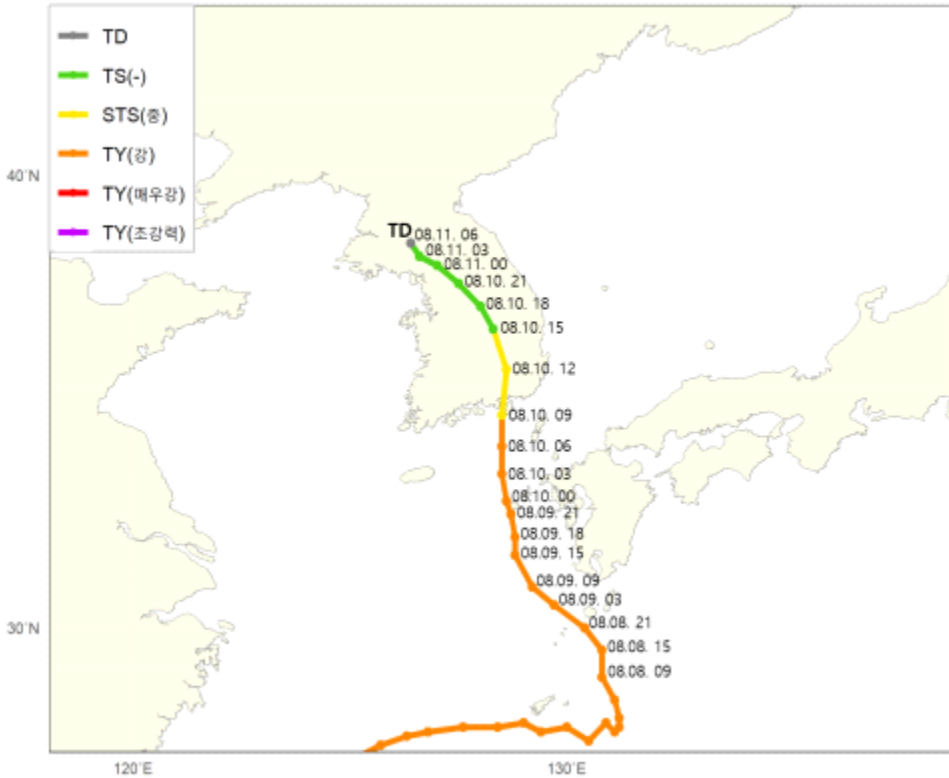 TD
TS(-)
STS(중)
TY(강)
TY(매우강)
TY(초강력)
40°N
TD 08.11. 06
08.11. 03
08.11. 00
08.10. 21
08.10. 18
08.10. 15
08.10. 12
08.10. 09
08.10. 06
08.10. 03
08.10. 00
08.09. 21
08.09. 18
08.09. 15
08.09. 09
08.09. 03
30°N
08.08. 21
08.08. 15
08.08. 09
120°E
130°E